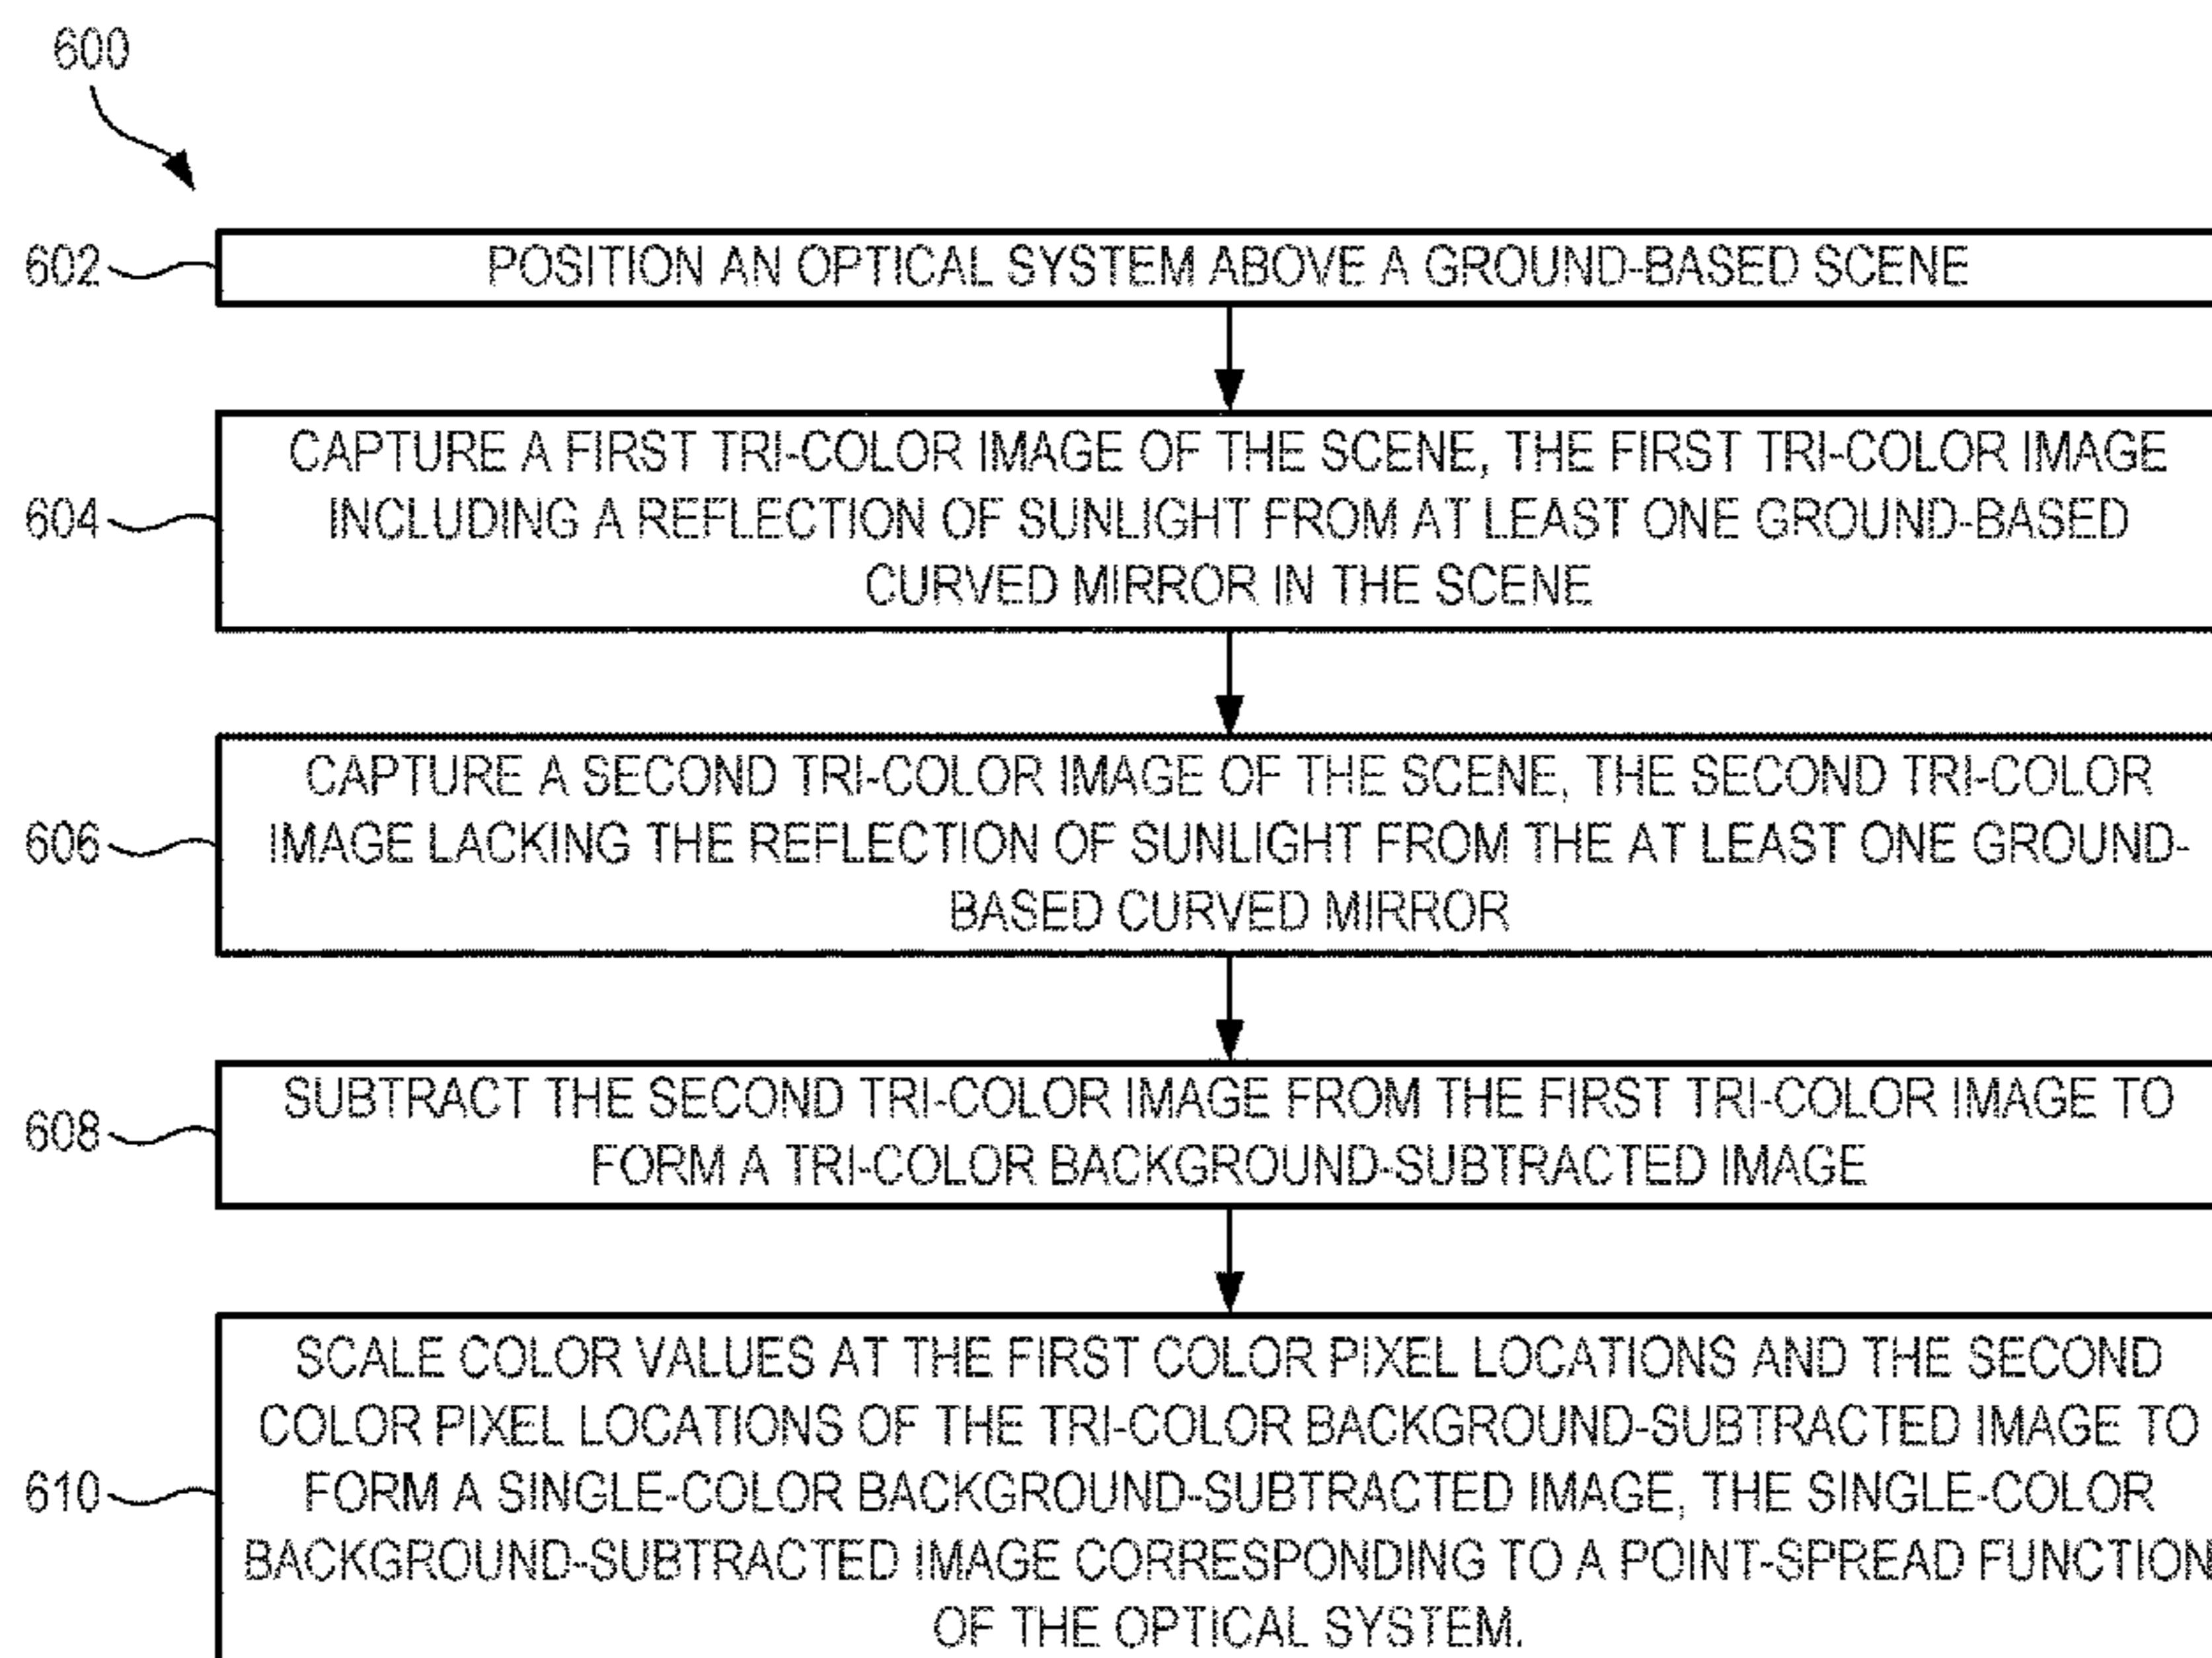 600
602
POSITION AN OPTICAL SYSTEM ABOVE A GROUND-BASED SCENE
604
CAPTURE A FIRST TRI-COLOR IMAGE OF THE SCENE, THE FIRST TRI-COLOR IMAGE
INCLUDING A REFLECTION OF SUNLIGHT FROM AT LEAST ONE GROUND-BASED
CURVED MIRROR IN THE SCENE
606
CAPTURE A SECOND TRI-COLOR IMAGE OF THE SCENE, THE SECOND TRI-COLOR
IMAGE LACKING THE REFLECTION OF SUNLIGHT FROM THE AT LEAST ONE GROUND-
BASED CURVED MIRROR
608
SUBTRACT THE SECOND TRI-COLOR IMAGE FROM THE FIRST TRI-COLOR IMAGE TO
FORM A TRI-COLOR BACKGROUND-SUBTRACTED IMAGE
610
SCALE COLOR VALUES AT THE FIRST COLOR PIXEL LOCATIONS AND THE SECOND
COLOR PIXEL LOCATIONS OF THE TRI-COLOR BACKGROUND-SUBTRACTED IMAGE TO
FORM A SINGLE-COLOR BACKGROUND-SUBTRACTED IMAGE, THE SINGLE-COLOR
BACKGROUND-SUBTRACTED IMAGE CORRESPONDING TO A POINT-SPREAD FUNCTION
OF THE OPTICAL SYSTEM.